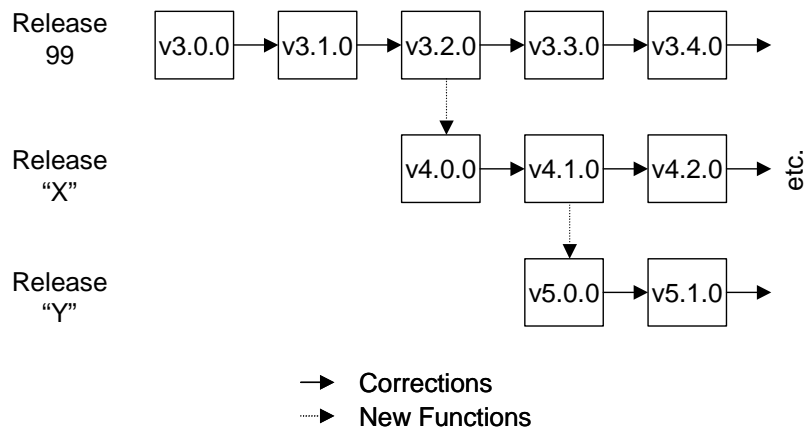 Release
99
v3.0.0 v3.1.0 v3.2.0 v3.3.0 v3.4.0
Release
“X”
v4.0.0 v4.1.0 v4.2.0
etc.
Release
“Y”
v5.0.0 v5.1.0
Corrections
New Functions